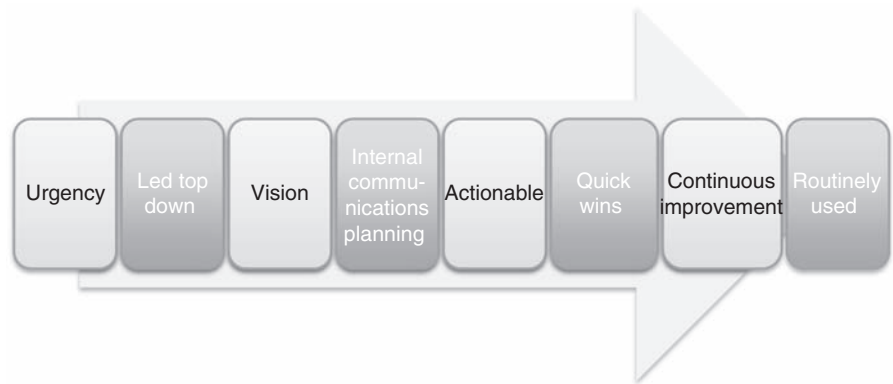 Urgency
Led top
down
Vision
Internal
commu-
nications
planning
Actionable
Quick
wins
Continuous
improvement
Routinely
used